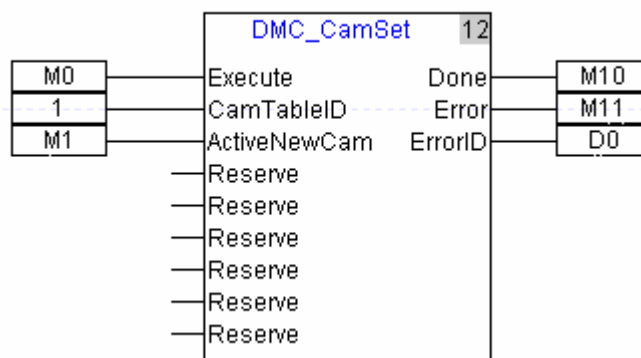 DMC_CamSet 12
M0 Execute Done M10
1 CamTableID Error M11
M1 ActiveNewCam ErrorID D0
Reserve
Reserve
Reserve
Reserve
Reserve
Reserve